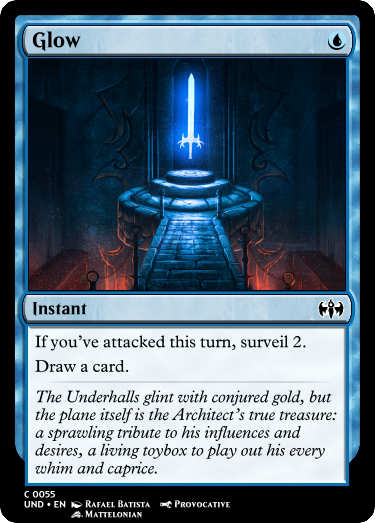 Glow
Instant
If you've attacked this turn, surveil 2.
Draw a card.
The Underhalls glint with conjured gold, but
the plane itself is the Architect's true treasure:
a sprawling tribute to his influences and
desires, a living toybox to play out his every
whim and caprice.
C 0055
UND • EN Rafael Batista Provocative
Mattelonian